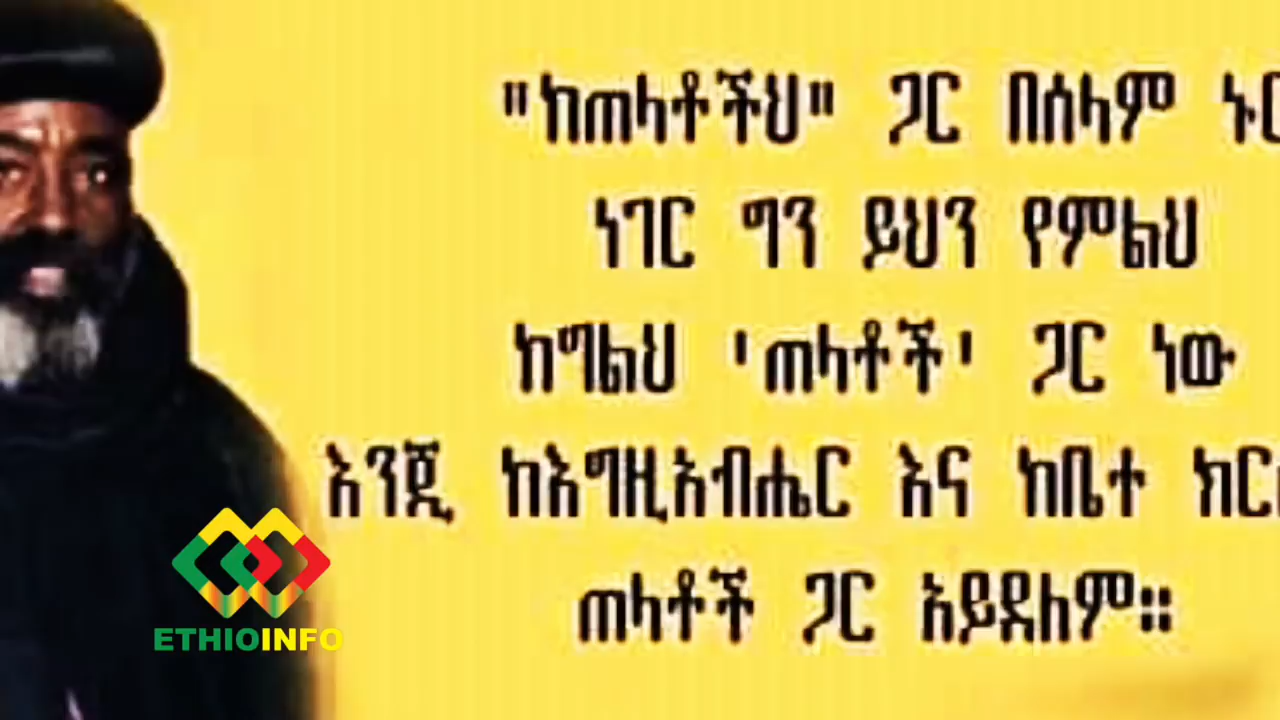 "ከጠላቶችህ" ጋር በሰላም
ነገር ግን ይህን የምልህ
ከግልህ 'ጠላቶች' ጋር ነው
እንጂ ከእግዚአብሔር እና ከቤተ
ጠላቶች ጋር አይደለም።
ETHIOINFO